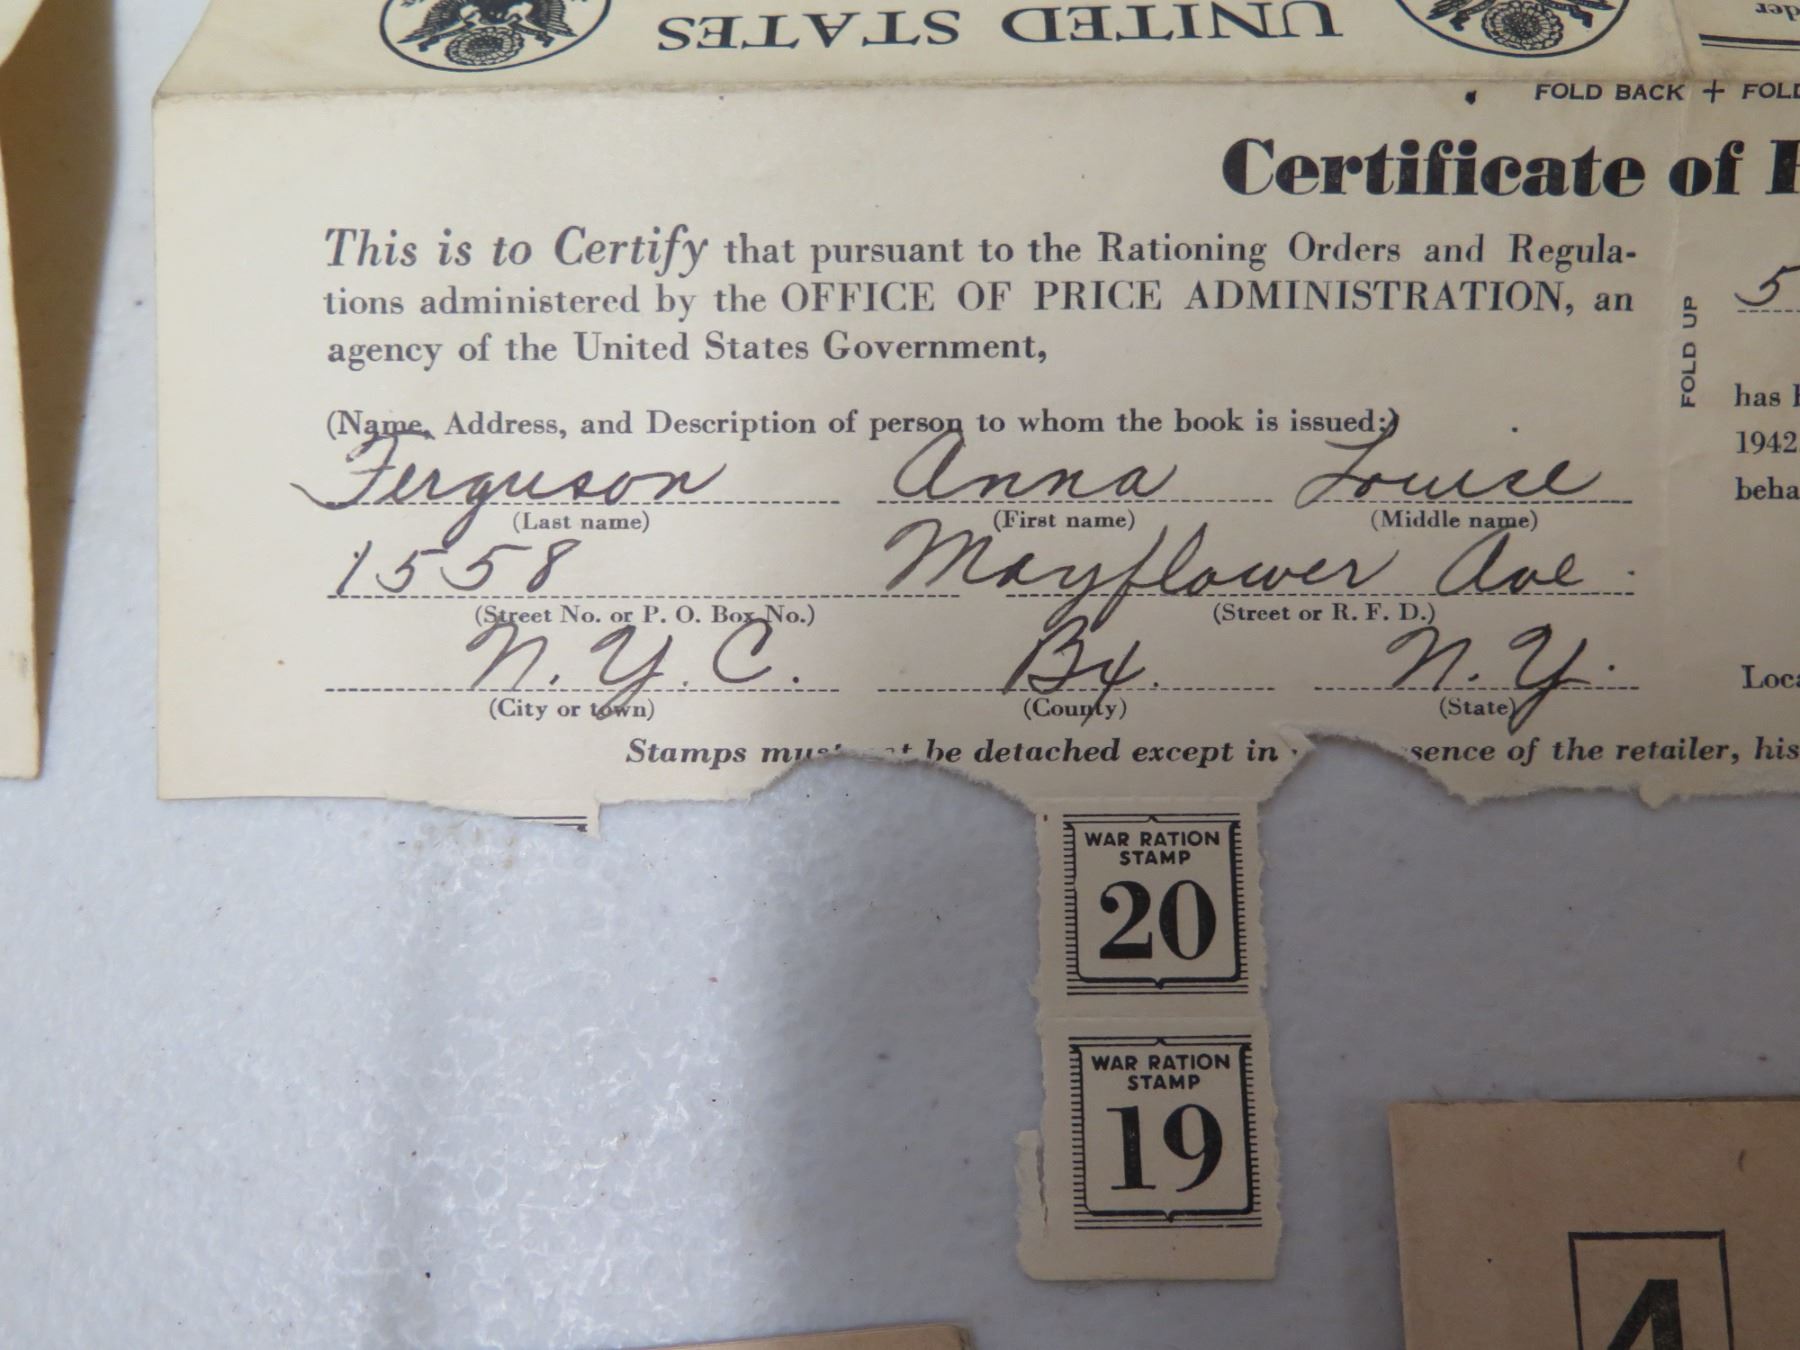 UNITED STATES
FOLD BACK + FOLD
Certificate of
This is to Certify that pursuant to the Rationing Orders and Regula-
tions administered by the OFFICE OF PRICE ADMINISTRATION, an
agency of the United States Government,
FOLD UP
5
has
1942
(Name, Address, and Description of person to whom the book is issued:)
Ferguson Anna Louise
(Last name) (First name) (Middle name)
1558 Mayflower Ave.
(Street No. or P. O. Box No.) (Street or R. F. D.)
N.Y.C. Bx. N.Y.
(City or town) (County) (State)
Stamps must not be detached except in sence of the retailer, his
WAR RATION
STAMP
20
WAR RATION
STAMP
19
4